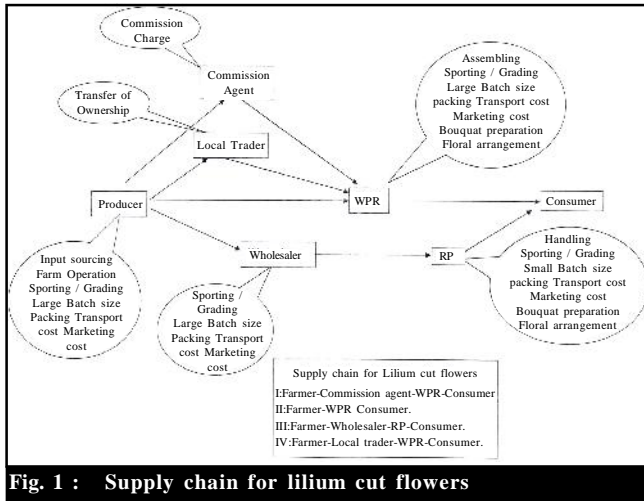 Commission
Charge
Commission
Agent
Transfer of
Ownership
Local Trader
Assembling
Sporting / Grading
Large Batch size
packing Transport cost
Marketing cost
Bouquat preparation
Floral arrangement
Producer
WPR
Consumer
Input sourcing
Farm Operation
Sporting / Grading
Large Batch size
Packing Transport
cost Marketing
cost
Wholesaler
Sporting /
Grading
Large Batch size
Packing Transport
cost Marketing
cost
RP
Handling
Sporting / Grading
Small Batch size
packing Transport cost
Marketing cost
Bouquat preparation
Floral arrangement
Supply chain for Lilium cut flowers
I:Farmer-Commission agent-WPR-Consumer
II:Farmer-WPR Consumer.
III:Farmer-Wholesaler-RP-Consumer.
IV:Farmer-Local trader-WPR-Consumer.
Fig. 1 : Supply chain for lilium cut flowers